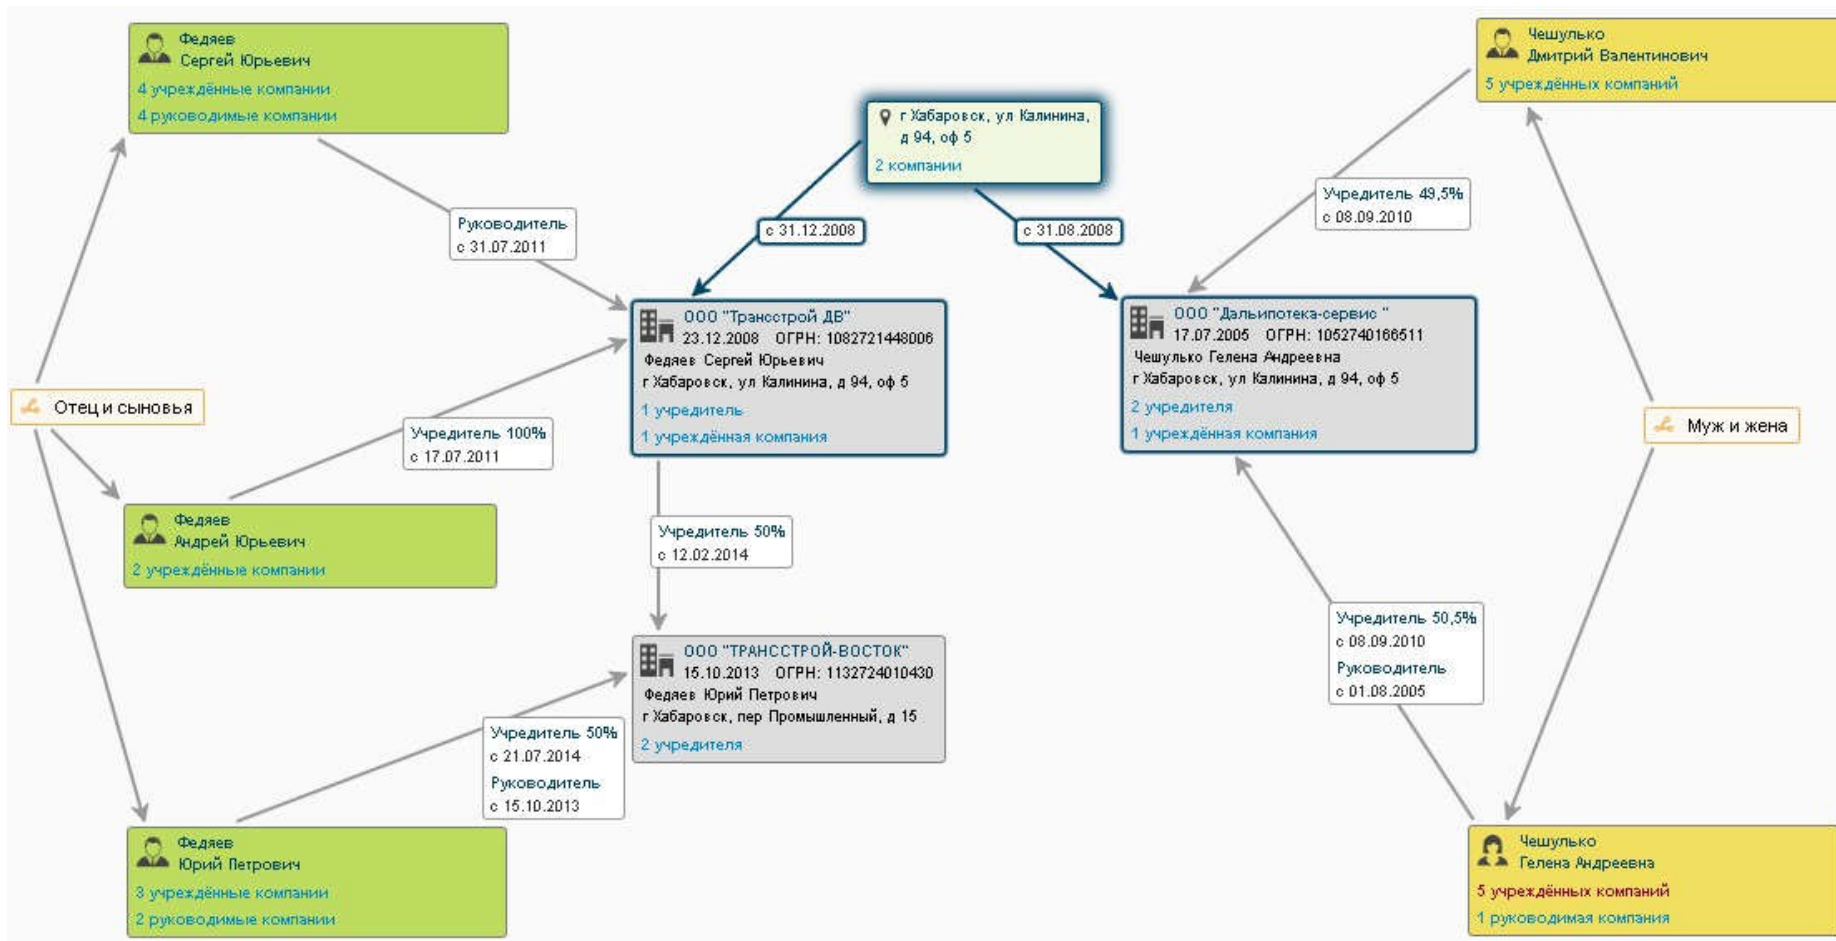 Федяев
Сергей Юрьевич
4 учреждённые компании
4 руководимые компании
Чешулько
Дмитрий Валентинович
5 учреждённых компаний
г Хабаровск, ул Калинина,
д 94, оф 5
2 компании
Учредитель 49,5%
с 08.09.2010
Руководитель
с 31.07.2011
с 31.12.2008
с 31.08.2008
ООО "Трансстрой ДВ"
23.12.2008 ОГРН: 1082721448006
Федяев Сергей Юрьевич
г Хабаровск, ул Калинина, д 94, оф 5
1 учредитель
1 учреждённая компания
ООО "Дальипотека-сервис "
17.07.2005 ОГРН: 1052740166511
Чешулько Гелена Андреевна
г Хабаровск, ул Калинина, д 94, оф 5
2 учредителя
1 учреждённая компания
Отец и сыновья
Муж и жена
Учредитель 100%
с 17.07.2011
Федяев
Андрей Юрьевич
2 учреждённые компании
Учредитель 50%
с 12.02.2014
Учредитель 50,5%
с 08.09.2010
Руководитель
с 01.08.2005
ООО "ТРАНССТРОЙ-ВОСТОК"
15.10.2013 ОГРН: 1132724010430
Федяев Юрий Петрович
г Хабаровск, пер Промышленный, д 15
2 учредителя
Учредитель 50%
с 21.07.2014
Руководитель
с 15.10.2013
Федяев
Юрий Петрович
3 учреждённые компании
2 руководимые компании
Чешулько
Гелена Андреевна
5 учреждённых компаний
1 руководимая компания